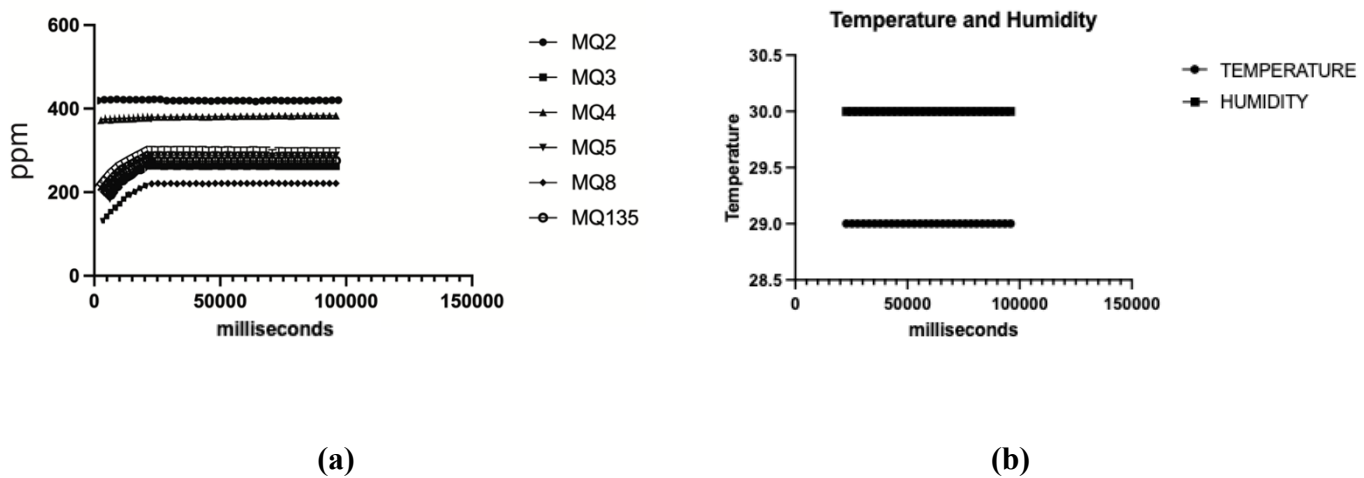 600
400
200
0
ppm
0 50000 100000 150000
milliseconds
MQ2
MQ3
MQ4
MQ5
MQ8
MQ135
(a)
Temperature and Humidity
30.5
30.0
29.5
29.0
28.5
Temperature
0 50000 100000 150000
milliseconds
TEMPERATURE
HUMIDITY
(b)